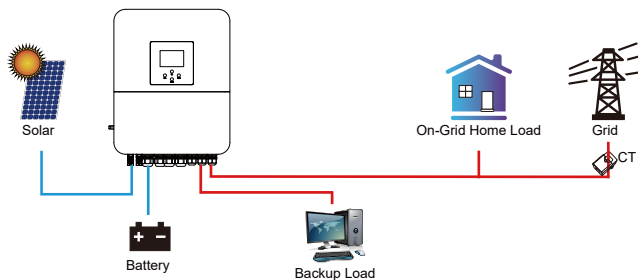 Solar
On-Grid Home Load
Grid
CT
Battery
Backup Load